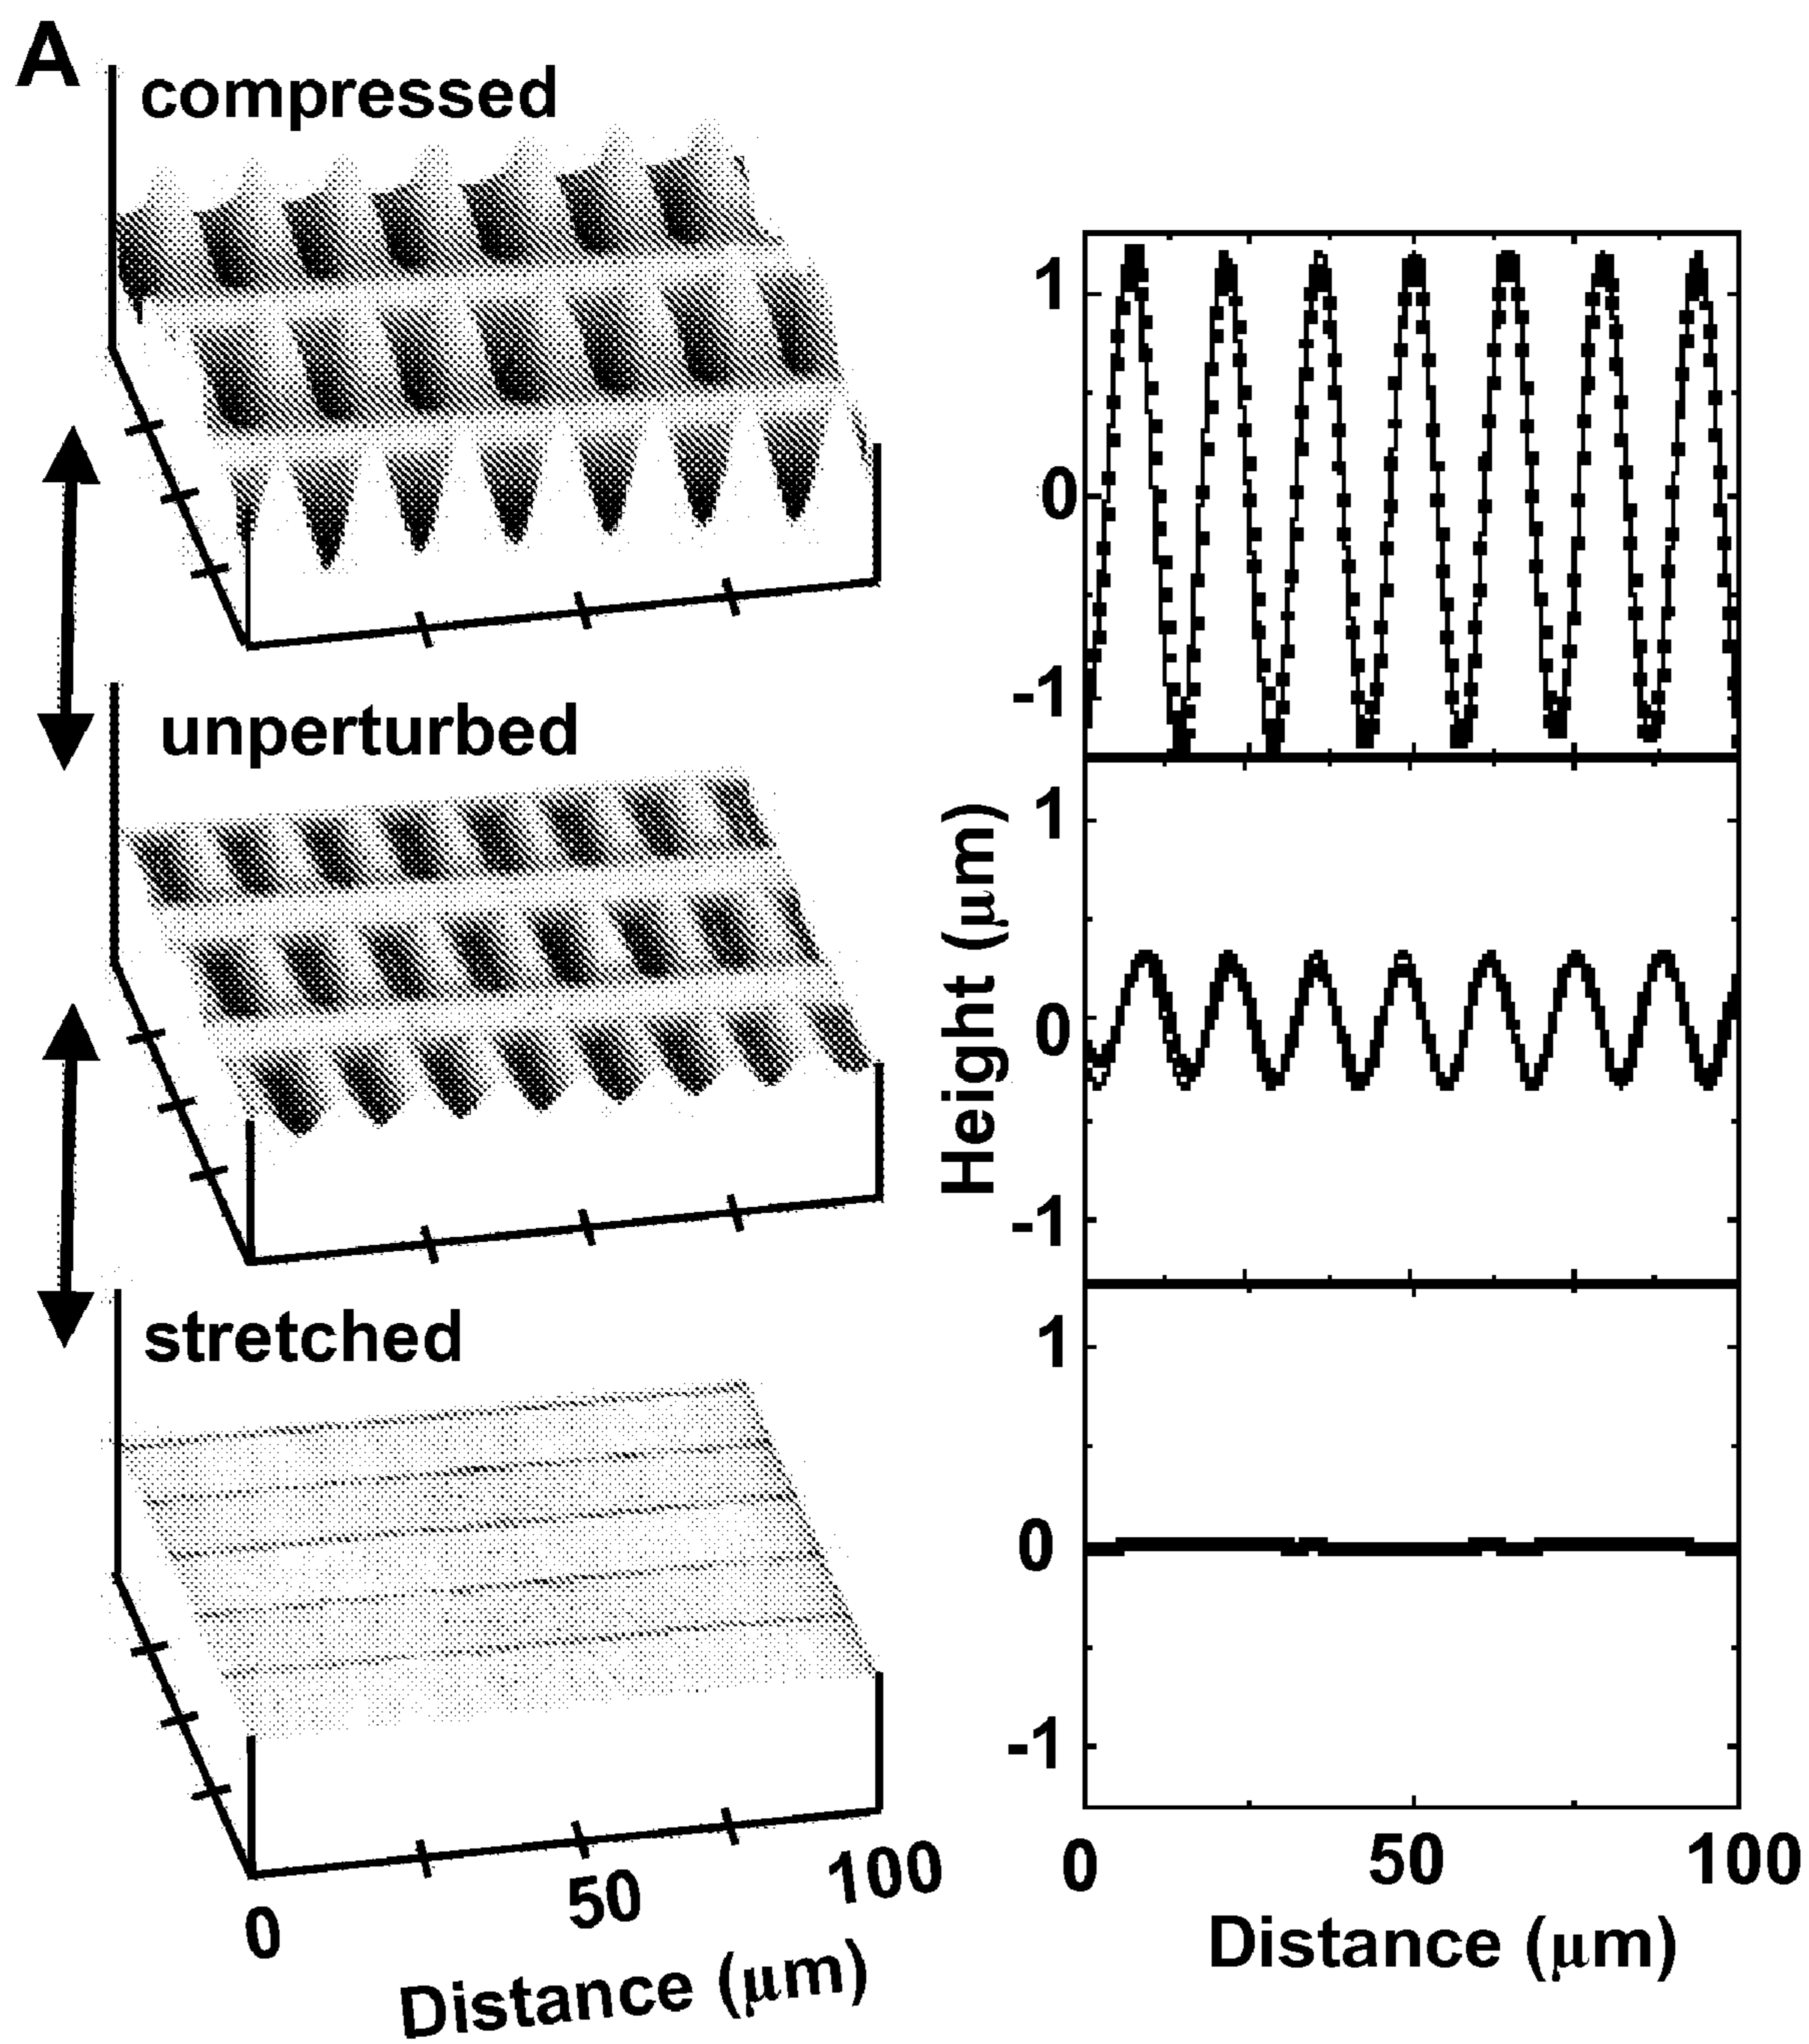 A
compressed
unperturbed
stretched
0
50
100
Distance (μm)
Height (μm)
1
0
-1
1
0
-1
1
0
-1
0
50
100
Distance (μm)